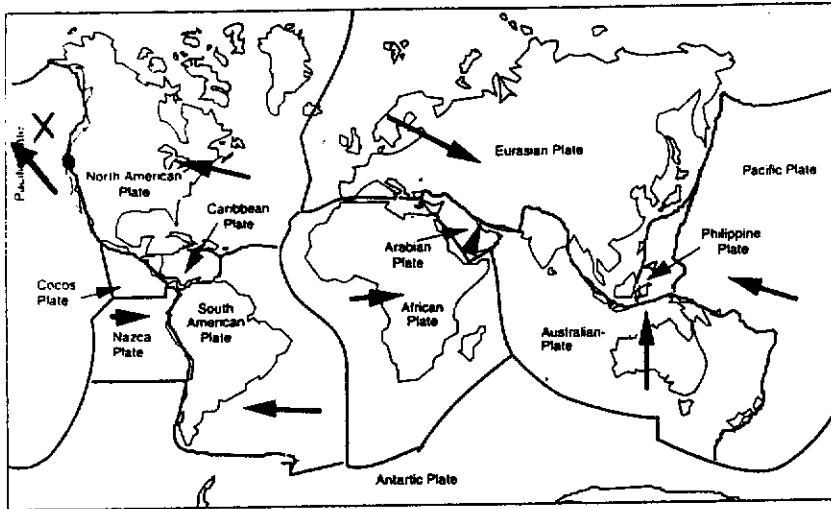 X
Pacific
North American
Plate
Caribbean
Plate
Cocos
Plate
Nazca
Plate
South
American
Plate
Eurasian Plate
Pacific Plate
Arabian
Plate
African
Plate
Philippine
Plate
Australian-
Plate
Antartic Plate